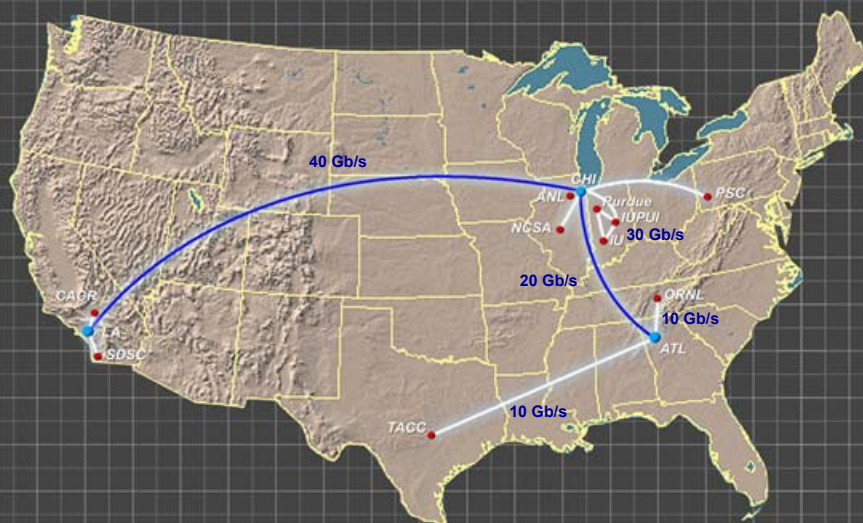 40 Gb/s
CHI
ANL
PSC
Purdue
IUPUI
NCSA
IU
30 Gb/s
20 Gb/s
CACR
ORNL
10 Gb/s
LA
ATL
SDSC
10 Gb/s
TACC